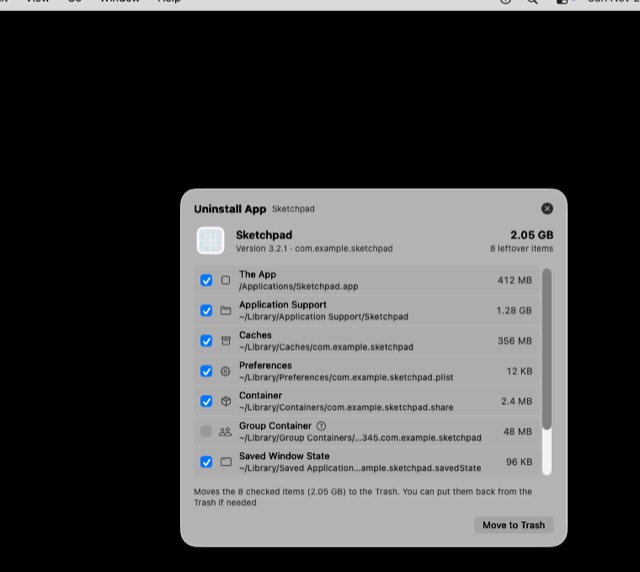 View
Go
Window
Help
Sun Nov 2
Uninstall App Sketchpad
Sketchpad
2.05 GB
Version 3.2.1 · com.example.sketchpad
8 leftover items
The App
/Applications/Sketchpad.app
412 MB
Application Support
~/Library/Application Support/Sketchpad
1.28 GB
Caches
~/Library/Caches/com.example.sketchpad
356 MB
Preferences
~/Library/Preferences/com.example.sketchpad.plist
12 KB
Container
~/Library/Containers/com.example.sketchpad.share
2.4 MB
Group Container
~/Library/Group Containers/...345.com.example.sketchpad
48 MB
Saved Window State
~/Library/Saved Application...ample.sketchpad.savedState
96 KB
Moves the 8 checked items (2.05 GB) to the Trash. You can put them back from the
Trash if needed
Move to Trash